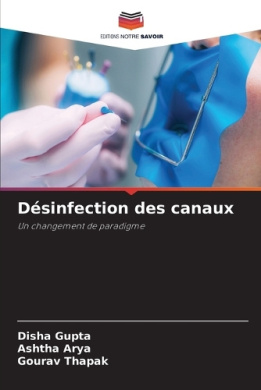 EDITIONS NOTRE SAVOIR
Désinfection des canaux
Un changement de paradigme
Disha Gupta
Ashtha Arya
Gourav Thapak